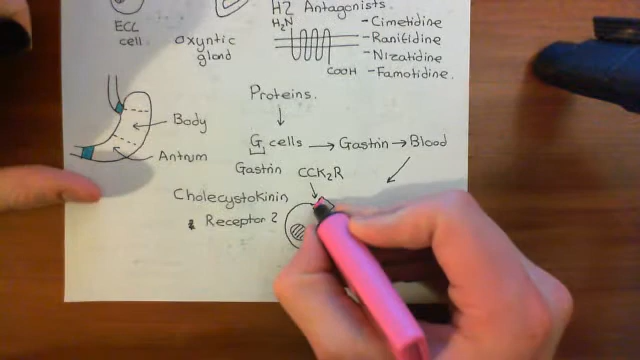 H2 Antagonists.
H₂N
- Cimetidine
- Ranitidine
- Nizatidine
- Famotidine.
COOH
ECL
cell.
Oxyntic
gland
Body
Antrum
Proteins.
G cells → Gastrin → Blood
Gastrin
CCK₂R
Cholecystokinin
Receptor 2